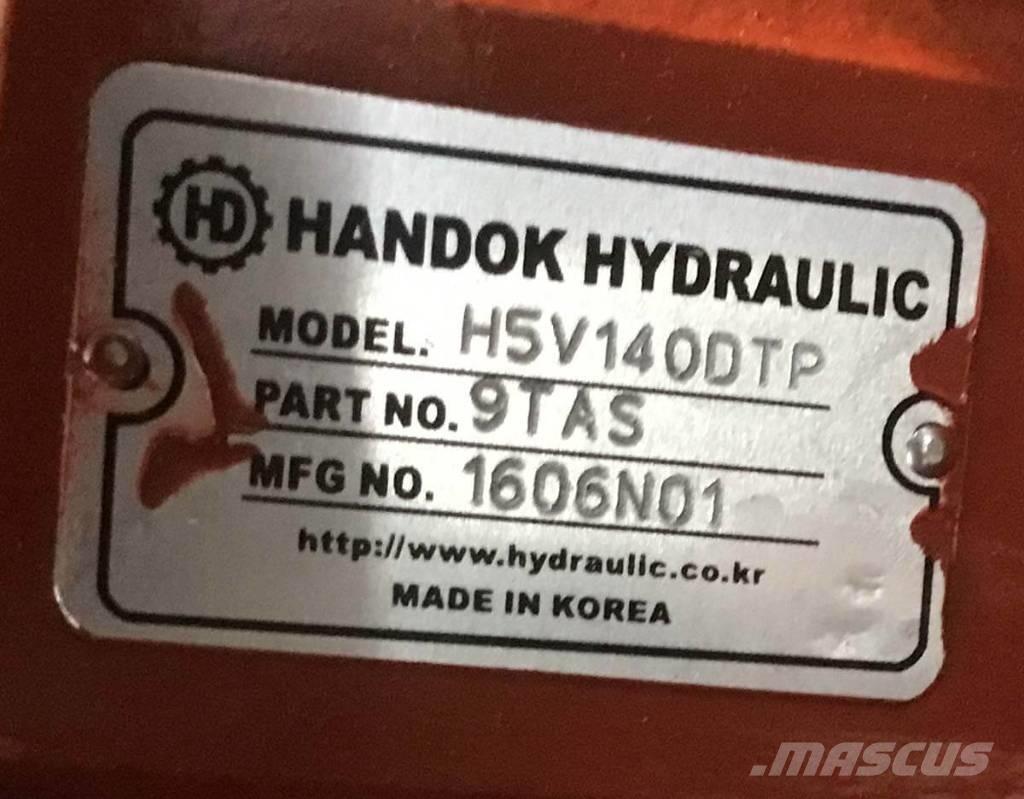 HD HANDOK HYDRAULIC
MODEL. H5V140DTP
PART NO. 9TAS
MFG NO. 1606N01
http://www.hydraulic.co.kr
MADE IN KOREA
.MASCUS